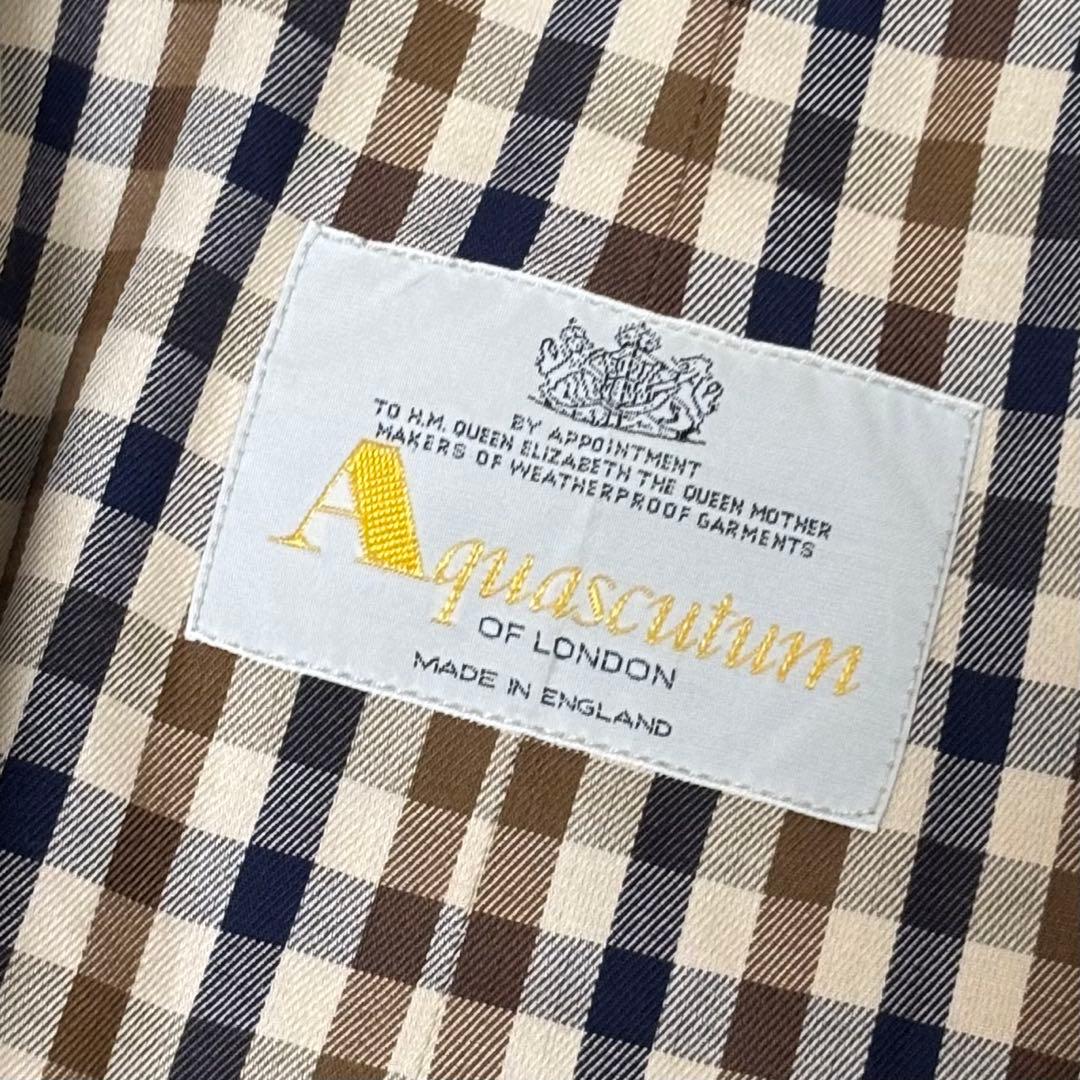 BY APPOINTMENT
TO H.M. QUEEN ELIZABETH THE QUEEN MOTHER
MAKERS OF WEATHERPROOF GARMENTS
Aquascutum
OF LONDON
MADE IN ENGLAND